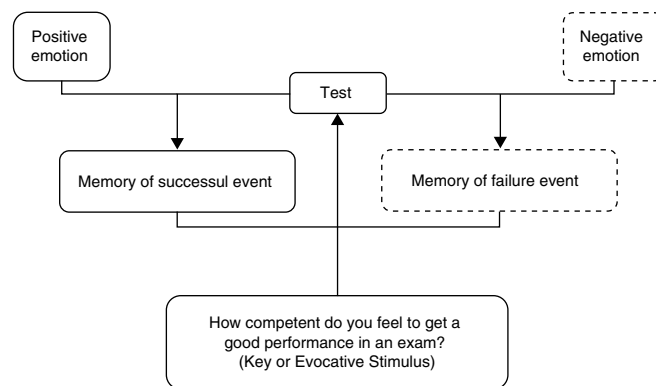 Positive
emotion
Negative
emotion
Test
Memory of successul event
Memory of failure event
How competent do you feel to get a
good performance in an exam?
(Key or Evocative Stimulus)